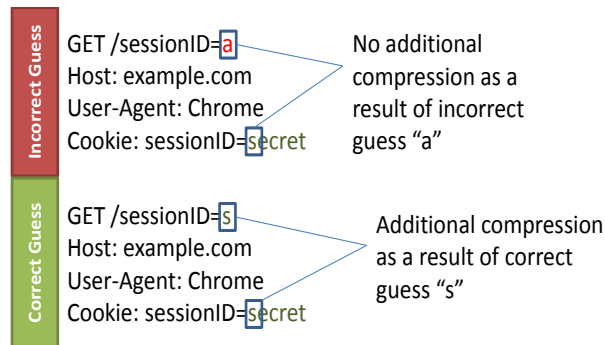 Incorrect Guess
GET /sessionID=a
Host: example.com
User-Agent: Chrome
Cookie: sessionID=secret
No additional
compression as a
result of incorrect
guess “a”
Correct Guess
GET /sessionID=s
Host: example.com
User-Agent: Chrome
Cookie: sessionID=secret
Additional compression
as a result of correct
guess “s”